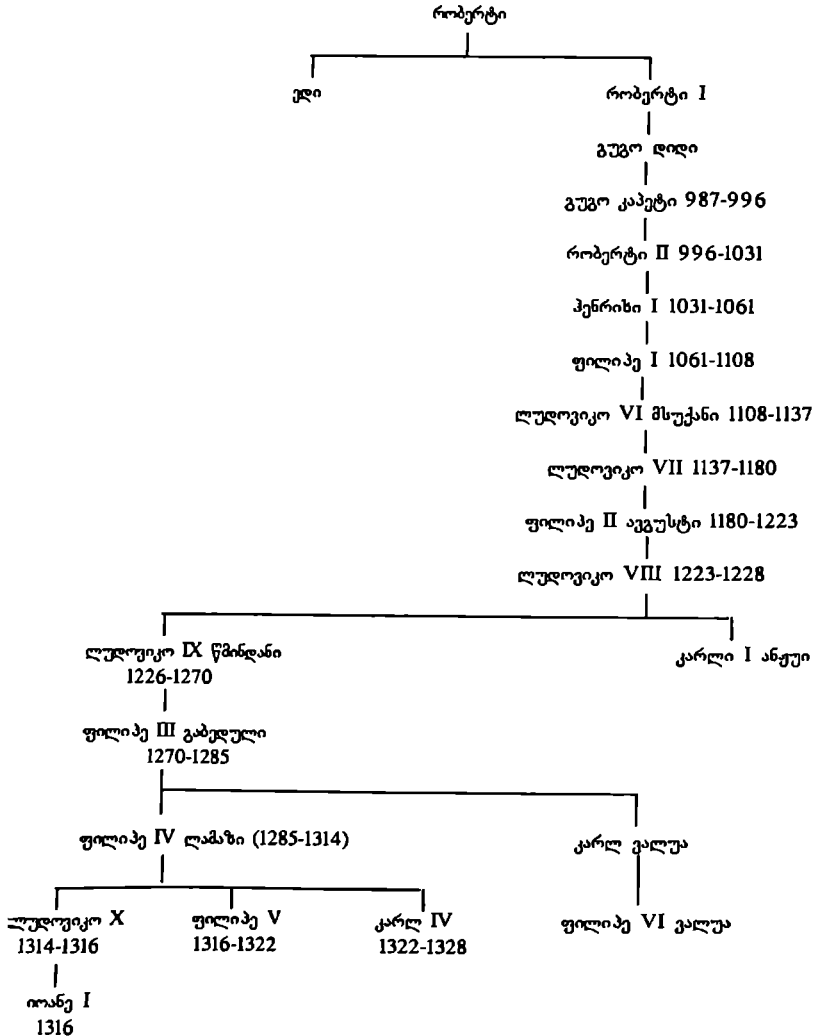 რობერტი
ედი რობერტი I
გუგო დიდი
გუგო კაპეტი 987-996
რობერტი II 996-1031
ჰენრიხი I 1031-1061
ფილიპე I 1061-1108
ლუდოვიკო VI მსუქანი 1108-1137
ლუდოვიკო VII 1137-1180
ფილიპე II ავგუსტი 1180-1223
ლუდოვიკო VIII 1223-1228
ლუდოვიკო IX წმინდანი კარლი I ანჟუი
1226-1270
ფილიპე III გაბედული
1270-1285
ფილიპე IV ლამაზი (1285-1314) კარლ ვალუა
ლუდოვიკო X ფილიპე V კარლ IV ფილიპე VI ვალუა
1314-1316 1316-1322 1322-1328
იოანე I
1316